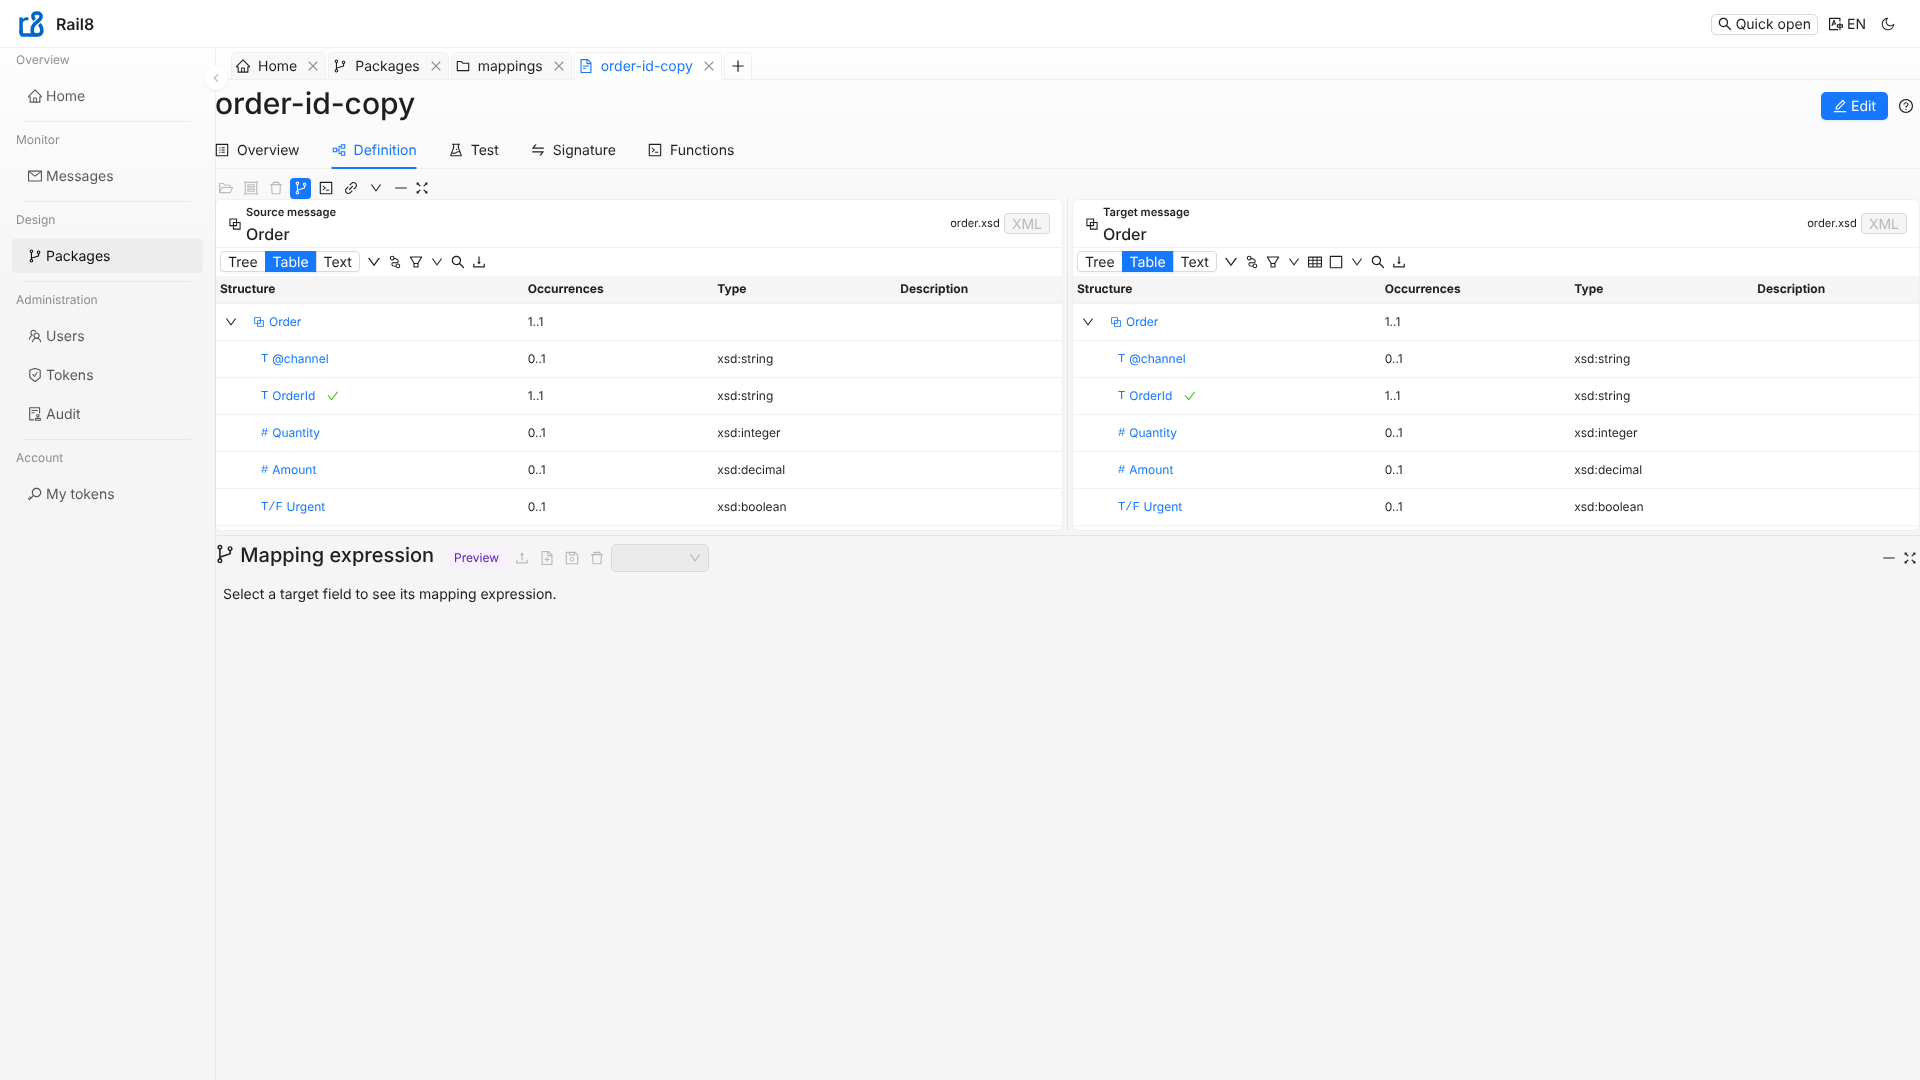 Rail8
Quick open
EN
Overview
Home
Monitor
Messages
Design
Packages
Administration
Users
Tokens
Audit
Account
My tokens
Home
Packages
mappings
order-id-copy
order-id-copy
Edit
Overview
Definition
Test
Signature
Functions
Source message
Order
order.xsd XML
Tree Table Text
Structure Occurrences Type Description
Order 1..1
T @channel 0..1 xsd:string
T OrderId 1..1 xsd:string
# Quantity 0..1 xsd:integer
# Amount 0..1 xsd:decimal
T/F Urgent 0..1 xsd:boolean
Target message
Order
order.xsd XML
Tree Table Text
Structure Occurrences Type Description
Order 1..1
T @channel 0..1 xsd:string
T OrderId 1..1 xsd:string
# Quantity 0..1 xsd:integer
# Amount 0..1 xsd:decimal
T/F Urgent 0..1 xsd:boolean
Mapping expression Preview
Select a target field to see its mapping expression.